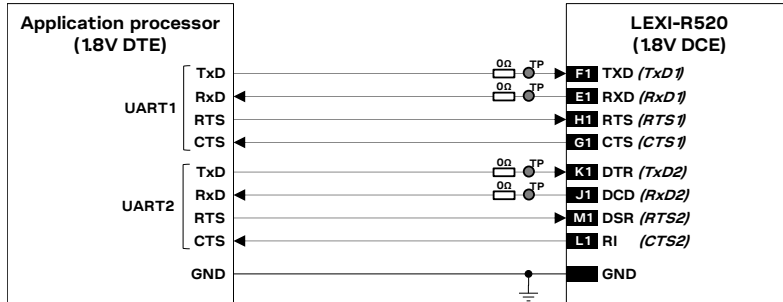 Application processor
(1.8V DTE)
LEXI-R520
(1.8V DCE)
UART1
TxD
0Ω
TP
F1 TXD (TxD1)
RxD
0Ω
TP
E1 RXD (RxD1)
RTS
H1 RTS (RTS1)
CTS
G1 CTS (CTS1)
UART2
TxD
0Ω
TP
K1 DTR (TxD2)
RxD
0Ω
TP
J1 DCD (RxD2)
RTS
M1 DSR (RTS2)
CTS
L1 RI (CTS2)
GND
GND